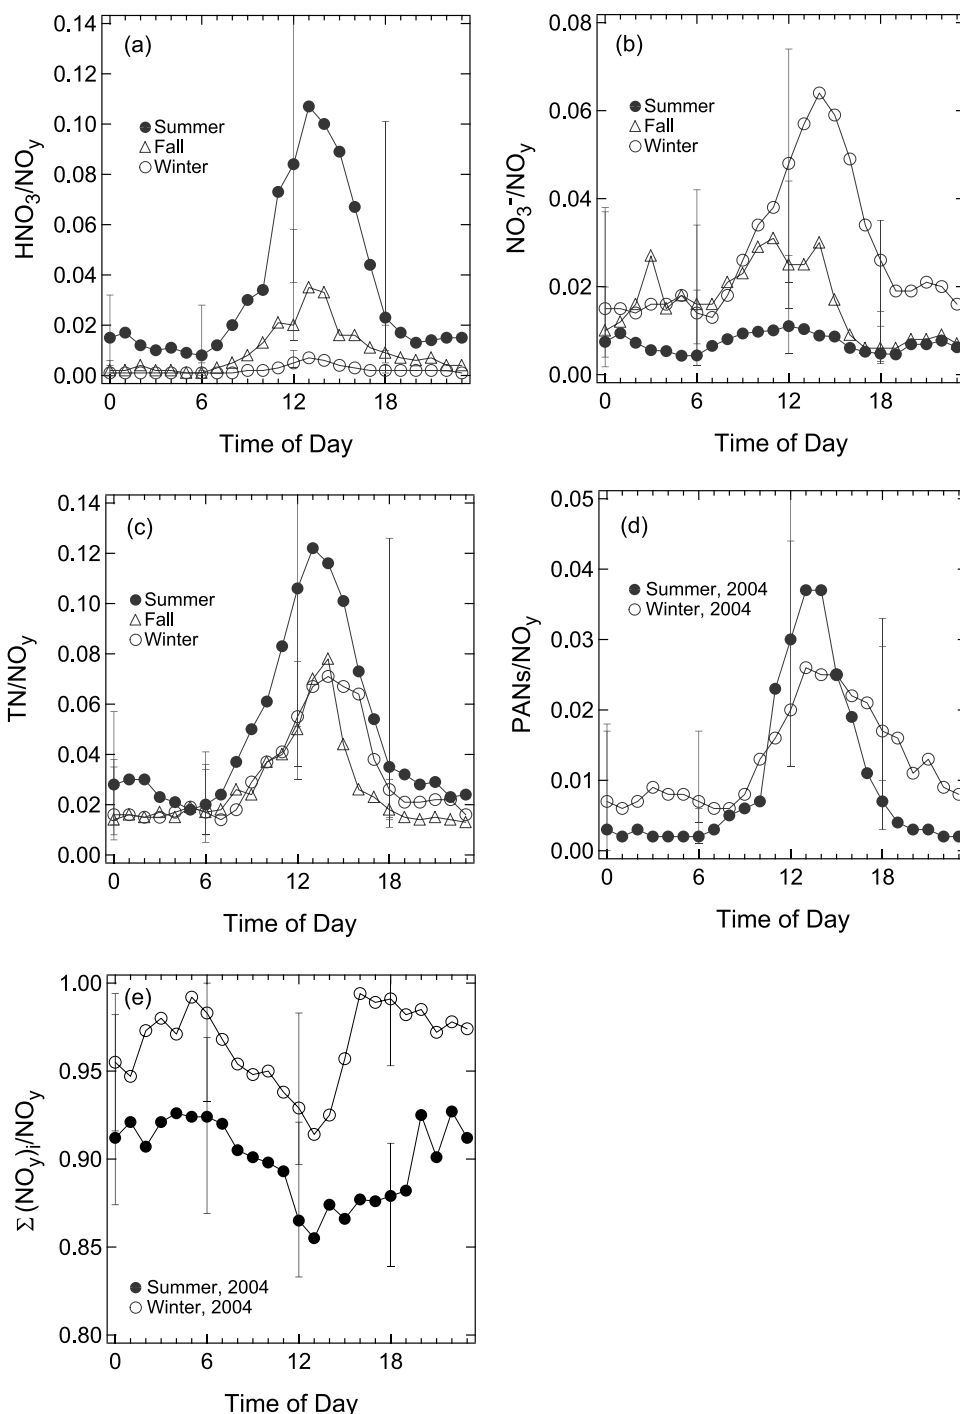 (a)
0.14
0.12
0.10
0.08
0.06
0.04
0.02
0.00
HNO3/NOy
Summer
Fall
Winter
0 6 12 18
Time of Day
(b)
0.08
0.06
0.04
0.02
0.00
NO3-/NOy
Summer
Fall
Winter
0 6 12 18
Time of Day
(c)
0.14
0.12
0.10
0.08
0.06
0.04
0.02
0.00
TN/NOy
Summer
Fall
Winter
0 6 12 18
Time of Day
(d)
0.05
0.04
0.03
0.02
0.01
0.00
PANs/NOy
Summer, 2004
Winter, 2004
0 6 12 18
Time of Day
(e)
1.00
0.95
0.90
0.85
0.80
Σ (NOy)i/NOy
Summer, 2004
Winter, 2004
0 6 12 18
Time of Day